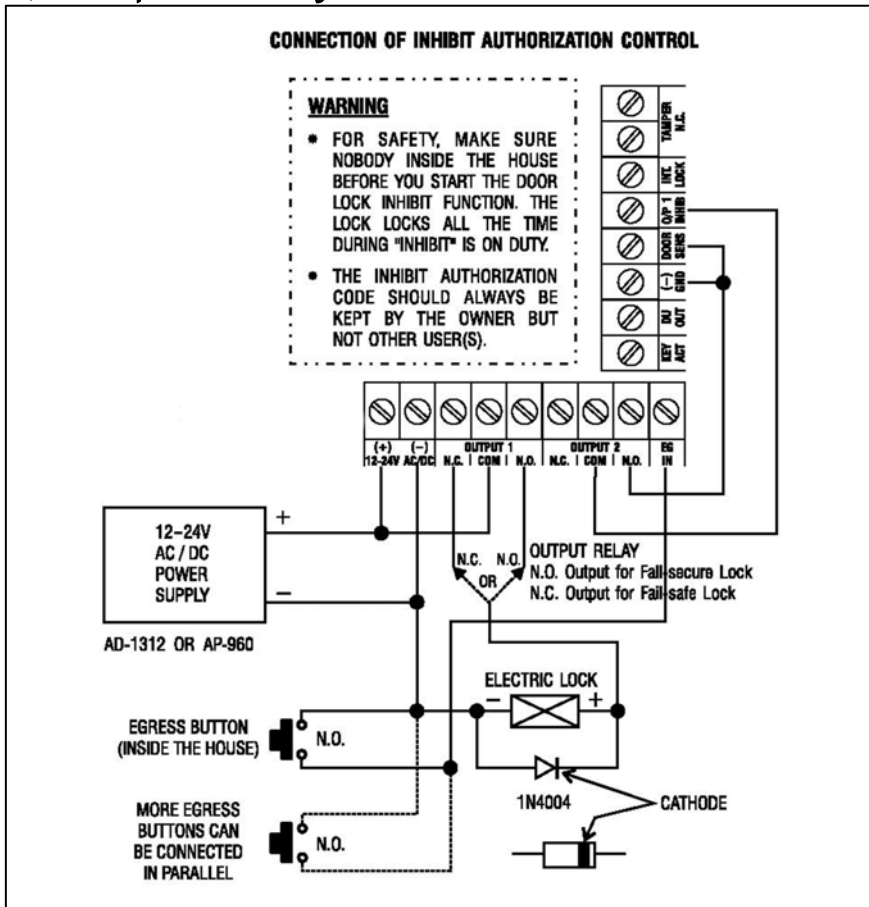 CONNECTION OF INHIBIT AUTHORIZATION CONTROL
WARNING
* FOR SAFETY, MAKE SURE
NOBODY INSIDE THE HOUSE
BEFORE YOU START THE DOOR
LOCK INHIBIT FUNCTION. THE
LOCK LOCKS ALL THE TIME
DURING "INHIBIT" IS ON DUTY.
* THE INHIBIT AUTHORIZATION
CODE SHOULD ALWAYS BE
KEPT BY THE OWNER BUT
NOT OTHER USER(S).
TAMPER
N.C.
INT.
LOCK
O/P 1
INHIB
DOOR
SENS
(−)
GND
DU
OUT
KEY
ACT
(+) (−) OUTPUT 1 OUTPUT 2 EG
12-24V AC/DC N.C. | COM | N.O. N.C. | COM | N.O. IN
+
12-24V
AC / DC
POWER
SUPPLY
−
AD-1312 OR AP-960
N.C. N.O.
OR
OUTPUT RELAY
N.O. Output for Fail-secure Lock
N.C. Output for Fail-safe Lock
ELECTRIC LOCK
− +
EGRESS BUTTON
(INSIDE THE HOUSE)
N.O.
1N4004
CATHODE
MORE EGRESS
BUTTONS CAN
BE CONNECTED
IN PARALLEL
N.O.